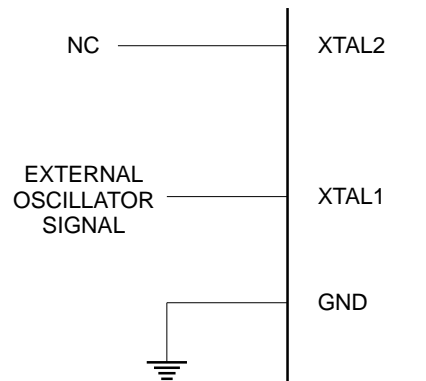 NC
XTAL2
EXTERNAL
OSCILLATOR
SIGNAL
XTAL1
GND